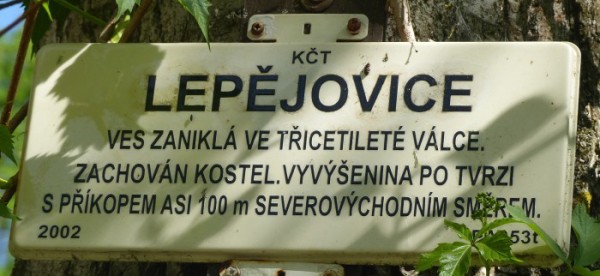 KČT
LEPĚJOVICE
VES ZANIKLÁ VE TŘICETILETÉ VÁLCE.
ZACHOVÁN KOSTEL.VYVÝŠENINA PO TVRZI
S PŘÍKOPEM ASI 100 m SEVEROVÝCHODNÍM SMĚREM.
2002